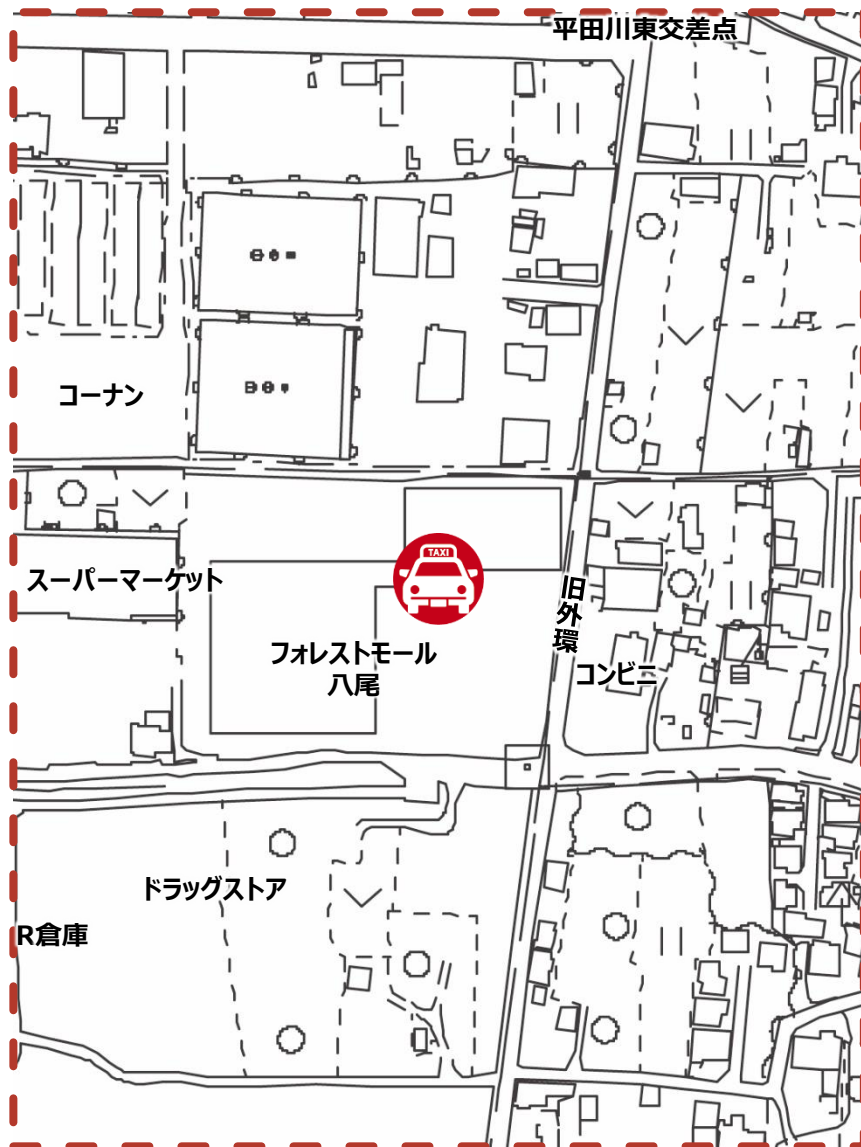 平田川東交差点
コーナン
TAXI
スーパーマーケット
旧外環
フォレストモール
八尾
コンビニ
ドラッグストア
R倉庫